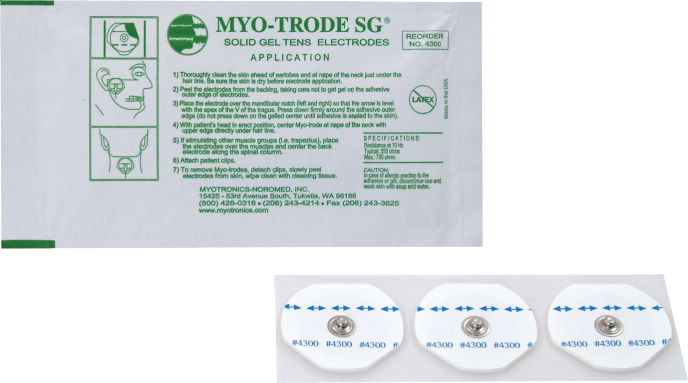 MYO-TRODE SG®
SOLID GEL TENS ELECTRODES
REORDER
NO. 4300
APPLICATION
1) Thoroughly clean the skin ahead of earlobes and at nape of the neck just under the
hair line. Be sure the skin is dry before electrode application.
2) Peel the electrodes from the backing, taking care not to get gel on the adhesive
outer edge of electrodes.
3) Place the electrode over the mandibular notch (left and right) so that the arrow is level
with the apex of the V of the tragus. Press down firmly around the adhesive outer
edge (do not press down on the gelled center until adhesive is sealed to the skin).
4) With patient's head in erect position, center Myo-trode at nape of the neck with
upper edge directly under hair line.
5) If stimulating other muscle groups (i.e. trapezius), place
the electrodes over the muscles and center the back
electrode along the spinal column.
6) Attach patient clips.
7) To remove Myo-trodes, detach clips, slowly peel
electrodes from skin, wipe clean with cleaning tissue.
LATEX
Made in the USA
SPECIFICATIONS:
Resistance at 10 Hz
Typical: 350 ohms
Max.: 750 ohms
CAUTION:
In case of allergic reaction to the
adhesive or gel, discontinue use and
wash skin with soap and water.
MYOTRONICS-NOROMED, INC.
15425 - 53rd Avenue South, Tukwila, WA 98188
(800) 426-0316 • (206) 243-4214 • Fax (206) 243-3625
www.myotronics.com
#4300 #4300 #4300 #
#4300 #4300 #4300 #
#4300 #4300 #4300 #4